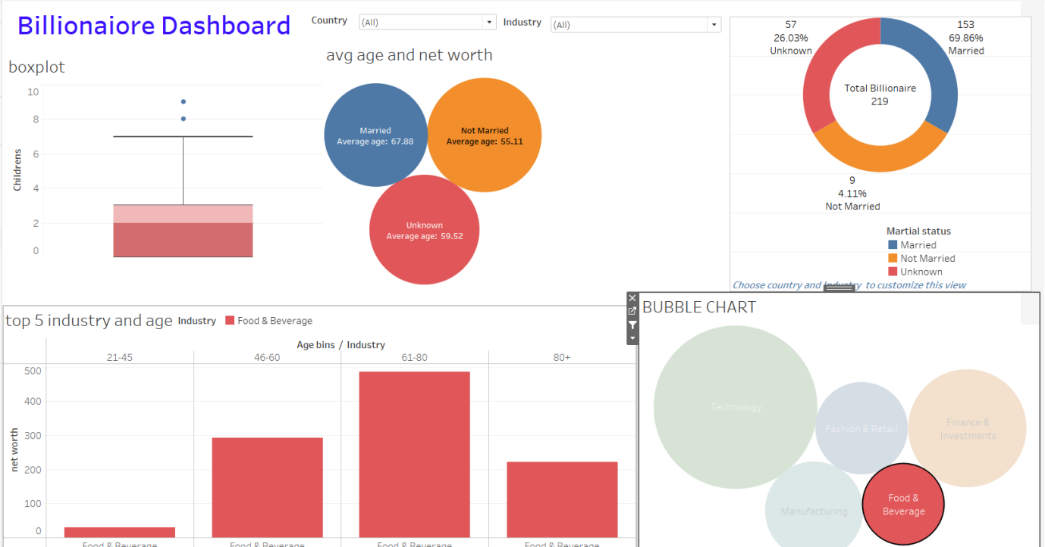 Billionaiore Dashboard
Country
(All)
Industry
(All)
boxplot
10
8
6
4
2
0
Childrens
avg age and net worth
Married
Average age: 67.88
Not Married
Average age: 55.11
Unknown
Average age: 59.52
57
26.03%
Unknown
153
69.86%
Married
Total Billionaire
219
9
4.11%
Not Married
Martial status
Married
Not Married
Unknown
Choose country and Industry to customize this view
top 5 industry and age
Industry
Food & Beverage
Age bins / Industry
21-45
46-60
61-80
80+
500
400
300
200
100
0
net worth
Food & Beverage
Food & Beverage
Food & Beverage
Food & Beverage
BUBBLE CHART
Technology
Fashion & Retail
Finance &
Investments
Manufacturing
Food &
Beverage